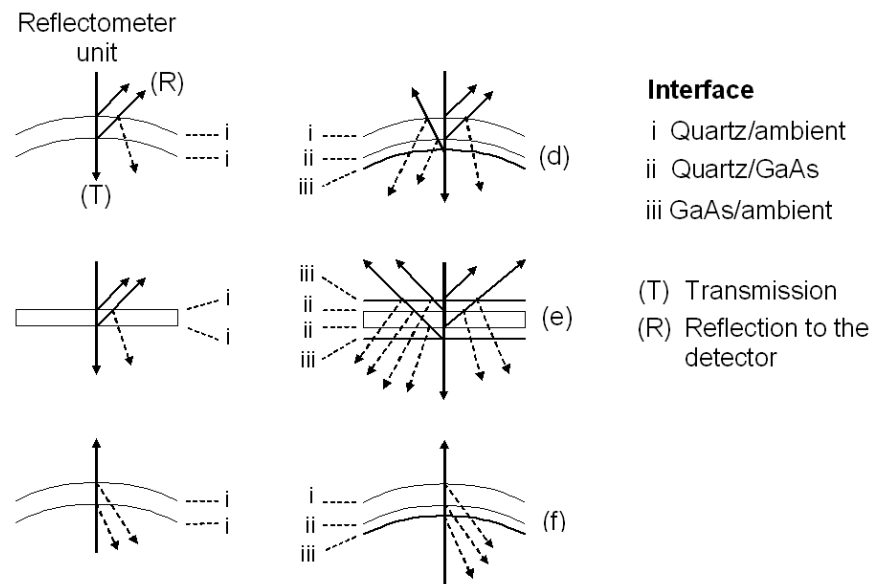 Reflectometer
unit
(R)
i
i
(T)
i
ii
iii
(d)
Interface
i Quartz/ambient
ii Quartz/GaAs
iii GaAs/ambient
i
i
iii
ii
ii
iii
(e)
(T) Transmission
(R) Reflection to the
detector
i
i
i
ii
iii
(f)